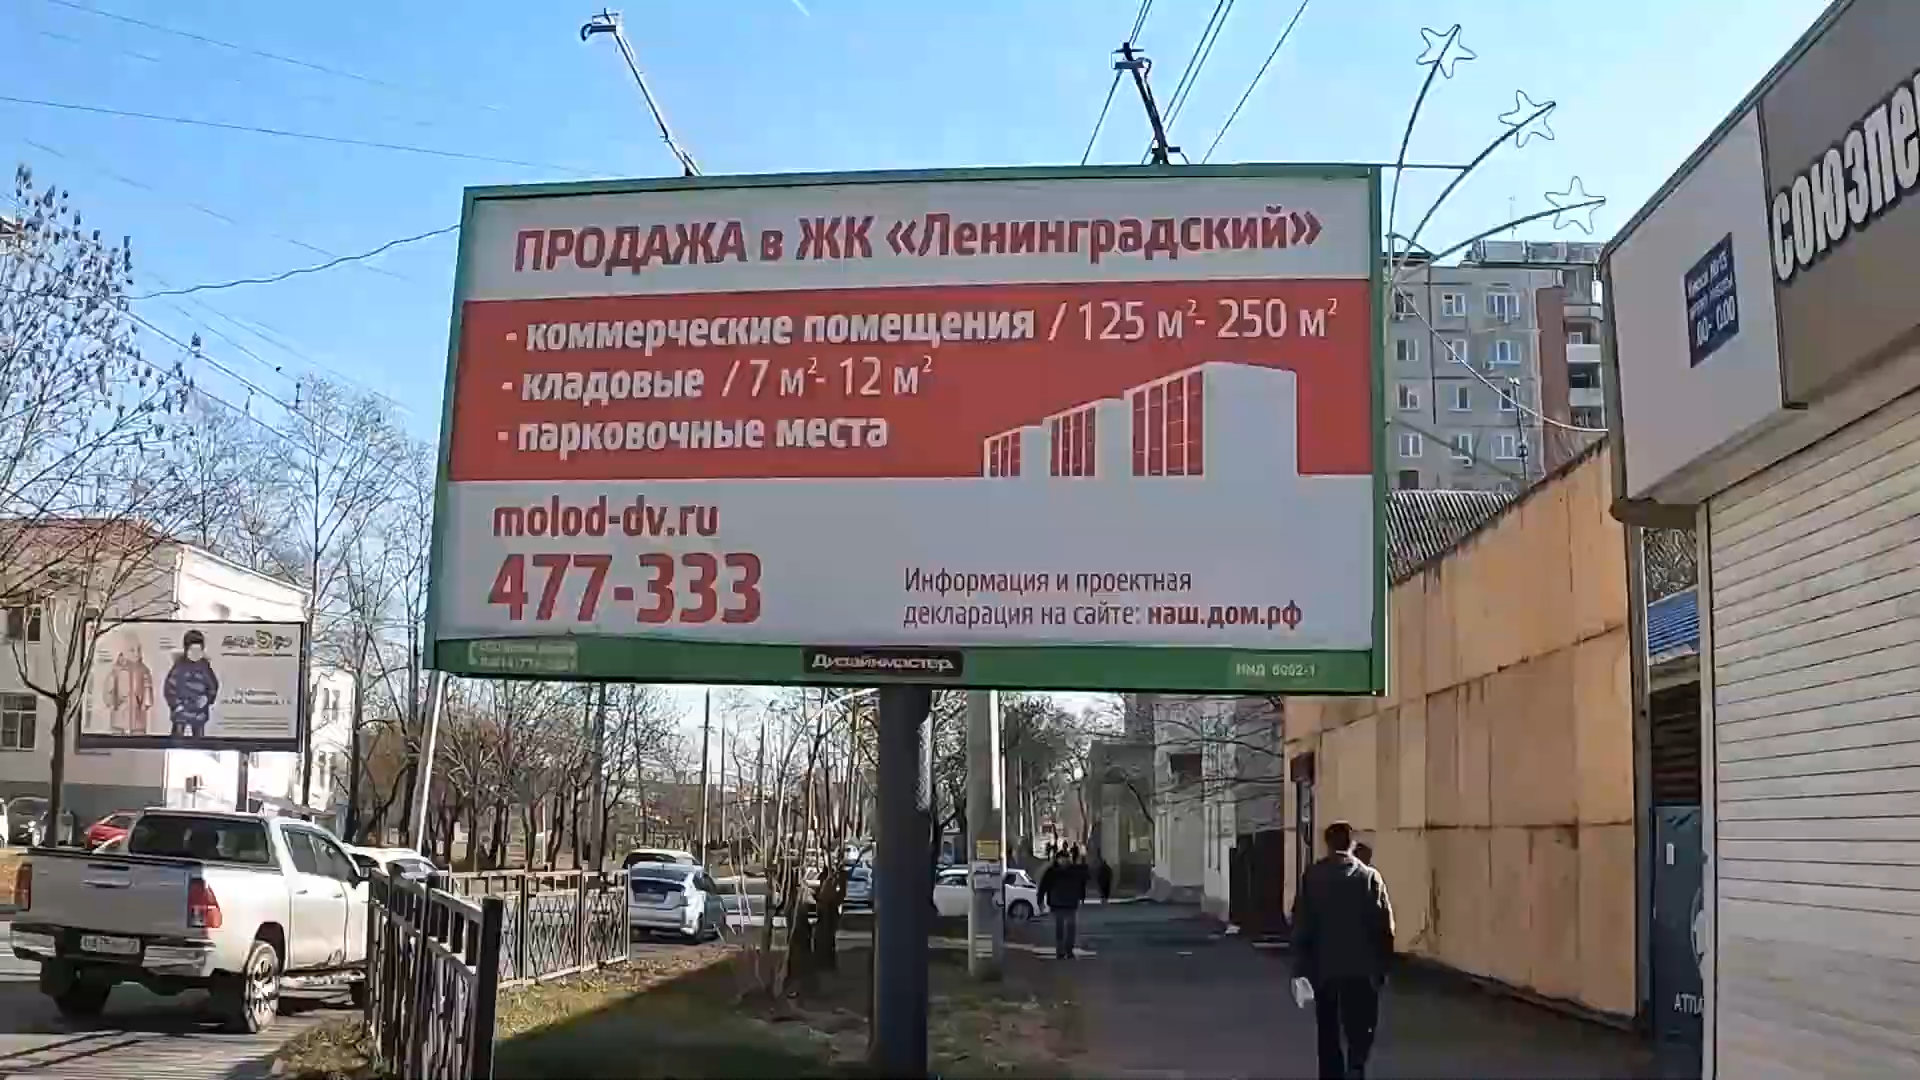 ПРОДАЖА в ЖК «Ленинградский»
- коммерческие помещения / 125 м²- 250 м²
- кладовые / 7 м²- 12 м²
- парковочные места
molod-dv.ru
477-333
Информация и проектная
декларация на сайте: наш.дом.рф
Дизайнмастер